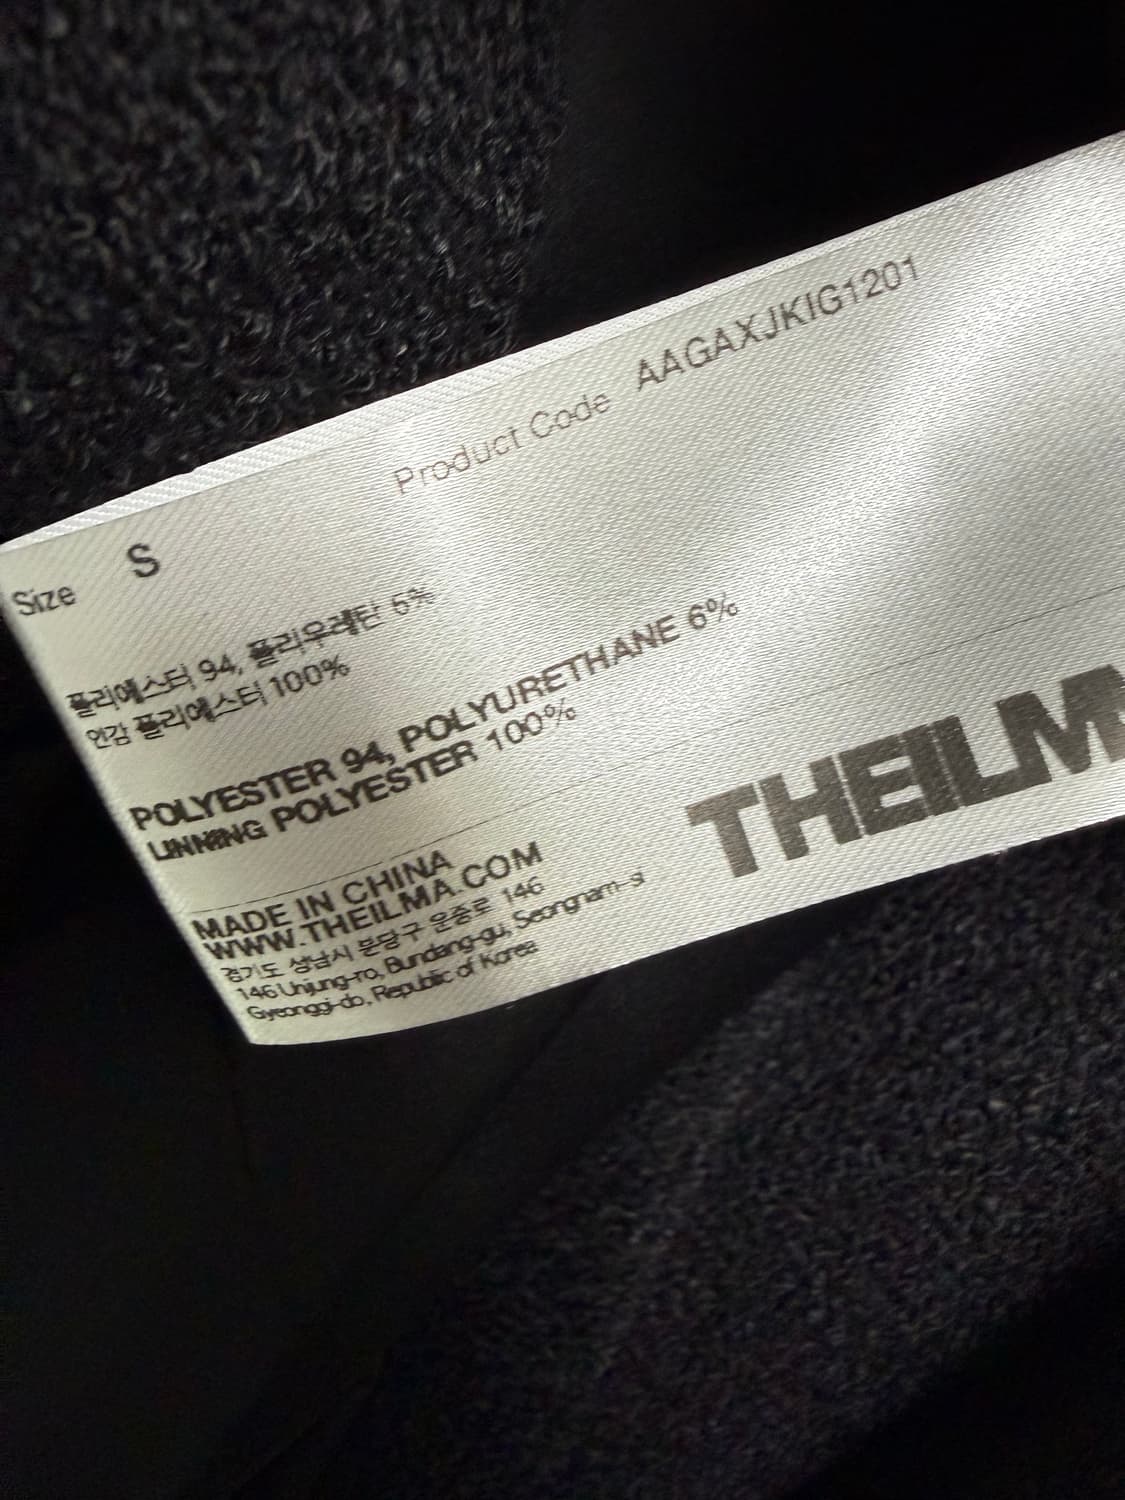 Product Code AAGAXJKIG1201
Size S
폴리에스터 94, 폴리우레탄 6%
안감 폴리에스터 100%
POLYESTER 94, POLYURETHANE 6%
LINNING POLYESTER 100%
MADE IN CHINA
WWW.THEILMA.COM
경기도 성남시 분당구 운중로 146
146 Unjung-ro, Bundang-gu, Seongnam-si
Gyeonggi-do, Republic of Korea
THEILMA